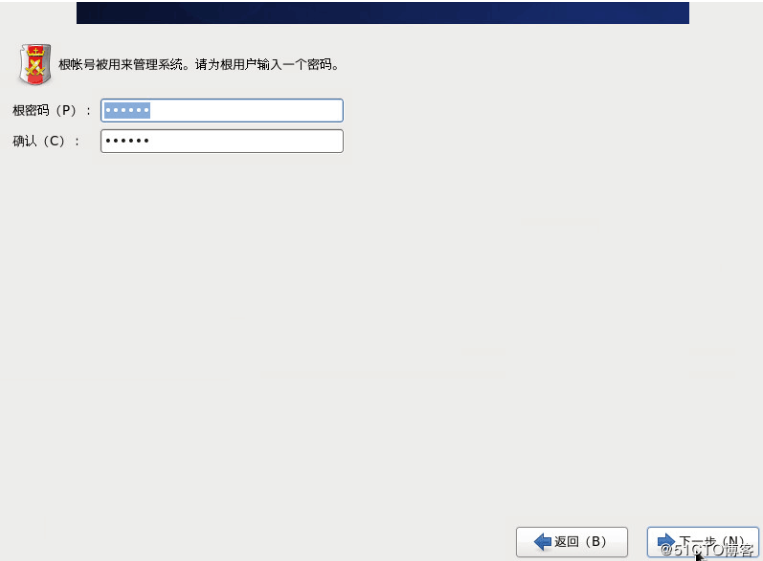 根帐号被用来管理系统。请为根用户输入一个密码。
根密码（P）：
••••••
确认（C）：
••••••
返回（B）
下一步（N）
@51CTO博客